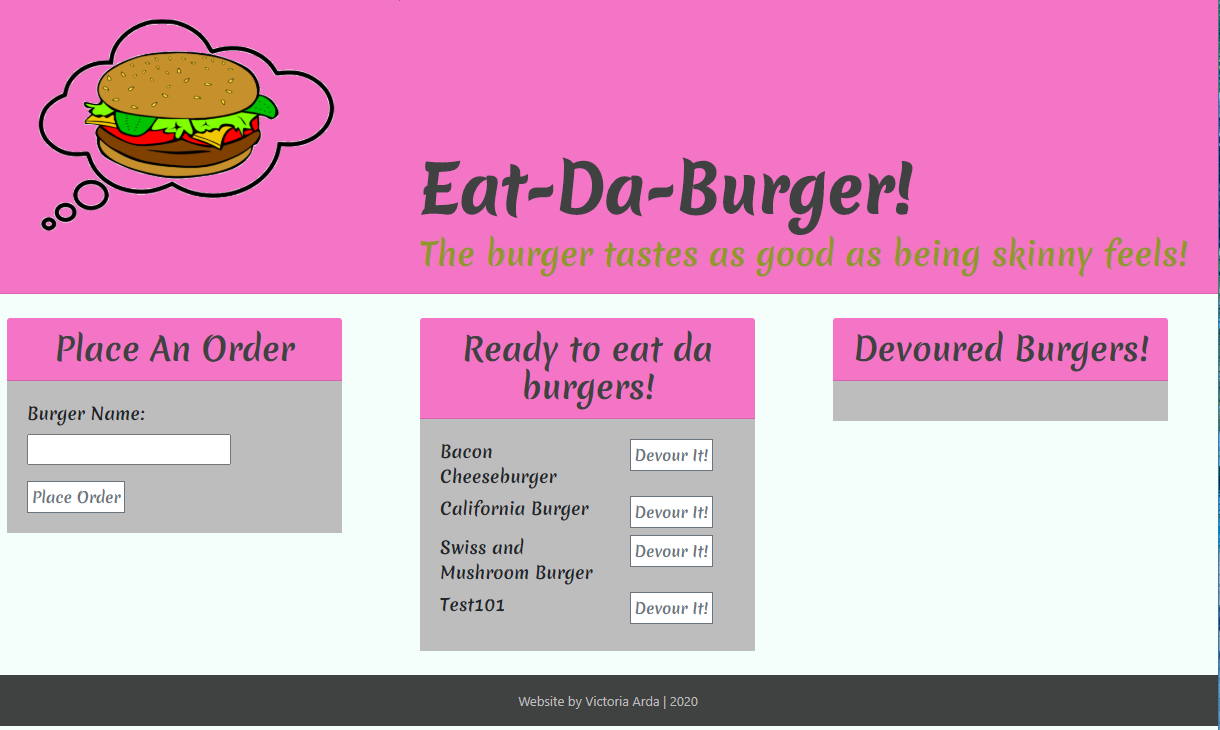 Eat-Da-Burger!
The burger tastes as good as being skinny feels!
Place An Order
Burger Name:
Place Order
Ready to eat da
burgers!
Bacon
Cheeseburger
Devour It!
California Burger
Devour It!
Swiss and
Mushroom Burger
Devour It!
Test101
Devour It!
Devoured Burgers!
Website by Victoria Arda | 2020